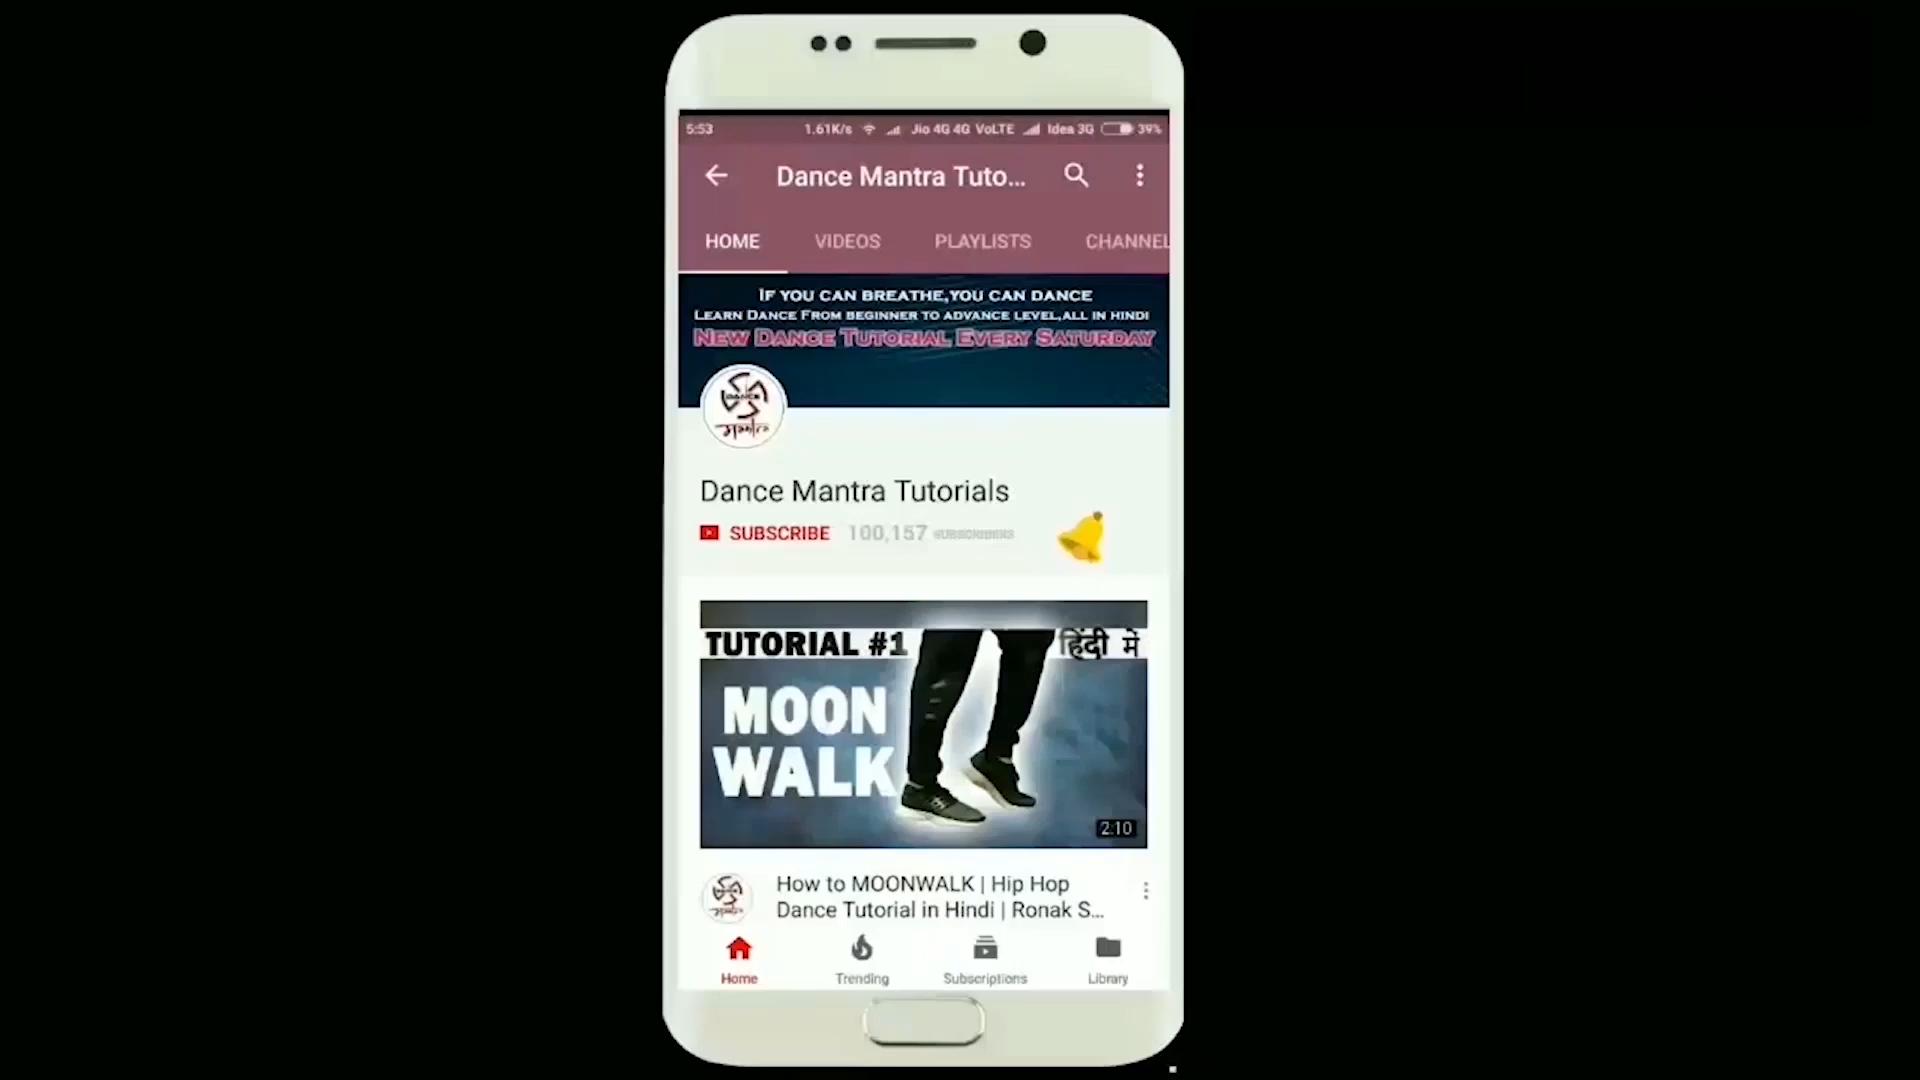 5:53 1.61K/s Jio 4G 4G VoLTE Idea 3G 39%
Dance Mantra Tuto...
HOME VIDEOS PLAYLISTS CHANNEL
IF YOU CAN BREATHE,YOU CAN DANCE
LEARN DANCE FROM BEGINNER TO ADVANCE LEVEL,ALL IN HINDI
NEW DANCE TUTORIAL EVERY SATURDAY
DANCE
Dance Mantra Tutorials
SUBSCRIBE 100,157 SUBSCRIBERS
TUTORIAL #1 हिंदी में
MOON
WALK
2:10
How to MOONWALK | Hip Hop
Dance Tutorial in Hindi | Ronak S...
Home Trending Subscriptions Library